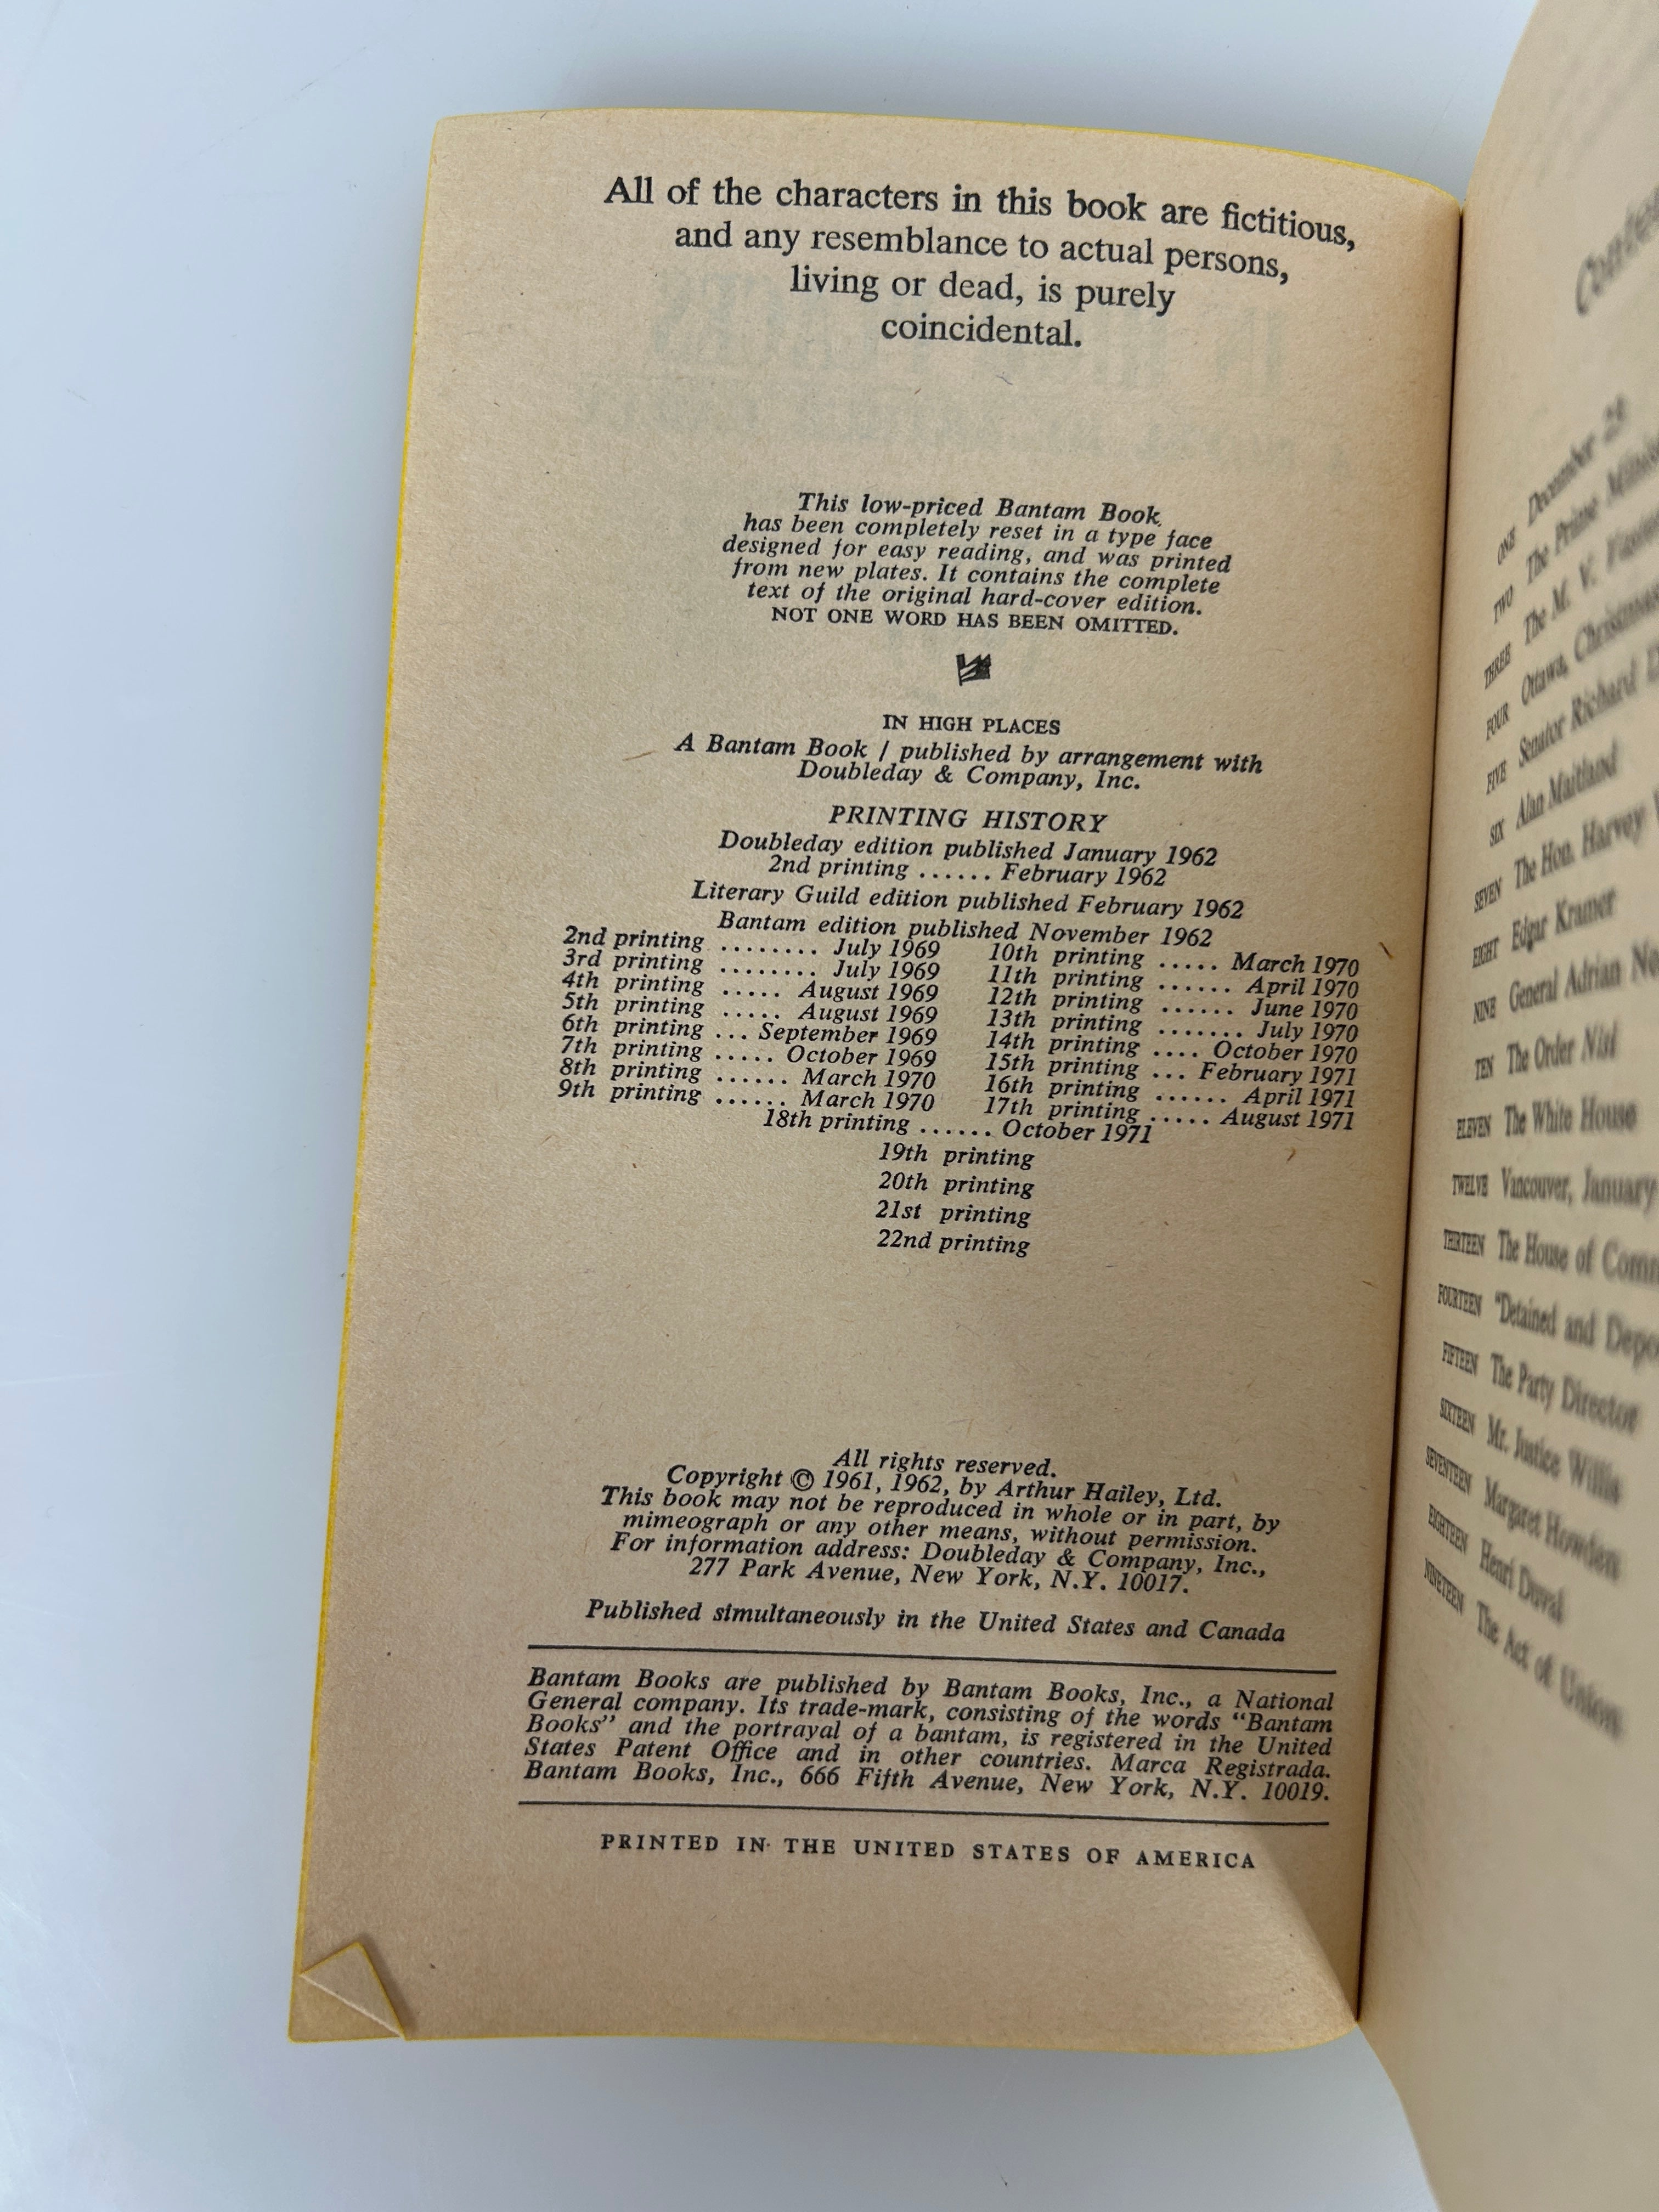 All of the characters in this book are fictitious,
and any resemblance to actual persons,
living or dead, is purely
coincidental.
This low-priced Bantam Book
has been completely reset in a type face
designed for easy reading, and was printed
from new plates. It contains the complete
text of the original hard-cover edition.
NOT ONE WORD HAS BEEN OMITTED.
IN HIGH PLACES
A Bantam Book / published by arrangement with
Doubleday & Company, Inc.
PRINTING HISTORY
Doubleday edition published January 1962
2nd printing ...... February 1962
Literary Guild edition published February 1962
Bantam edition published November 1962
2nd printing ........ July 1969
3rd printing ........ July 1969
4th printing ..... August 1969
5th printing ..... August 1969
6th printing ... September 1969
7th printing ..... October 1969
8th printing ...... March 1970
9th printing ...... March 1970
10th printing ..... March 1970
11th printing ...... April 1970
12th printing ...... June 1970
13th printing ....... July 1970
14th printing .... October 1970
15th printing ... February 1971
16th printing ...... April 1971
17th printing ..... August 1971
18th printing ...... October 1971
19th printing
20th printing
21st printing
22nd printing
All rights reserved.
Copyright © 1961, 1962, by Arthur Hailey, Ltd.
This book may not be reproduced in whole or in part, by
mimeograph or any other means, without permission.
For information address: Doubleday & Company, Inc.,
277 Park Avenue, New York, N.Y. 10017.
Published simultaneously in the United States and Canada
Bantam Books are published by Bantam Books, Inc., a National
General company. Its trade-mark, consisting of the words "Bantam
Books" and the portrayal of a bantam, is registered in the United
States Patent Office and in other countries. Marca Registrada.
Bantam Books, Inc., 666 Fifth Avenue, New York, N.Y. 10019.
PRINTED IN THE UNITED STATES OF AMERICA
ONE December 23
TWO The Prime
THREE The M. V.
FOUR Ottawa, Christmas
FIVE Senator Richard
SIX Alan Maitland
SEVEN The Hon. Harvey
EIGHT Edgar Kramer
NINE General Adrian
TEN The Order Nisi
ELEVEN The White House
TWELVE Vancouver, January
THIRTEEN The House of
FOURTEEN "Detained and
FIFTEEN The Party Director
SIXTEEN Mr. Justice Willis
SEVENTEEN Margaret Howden
EIGHTEEN Henri Duval
NINETEEN The Act of Union